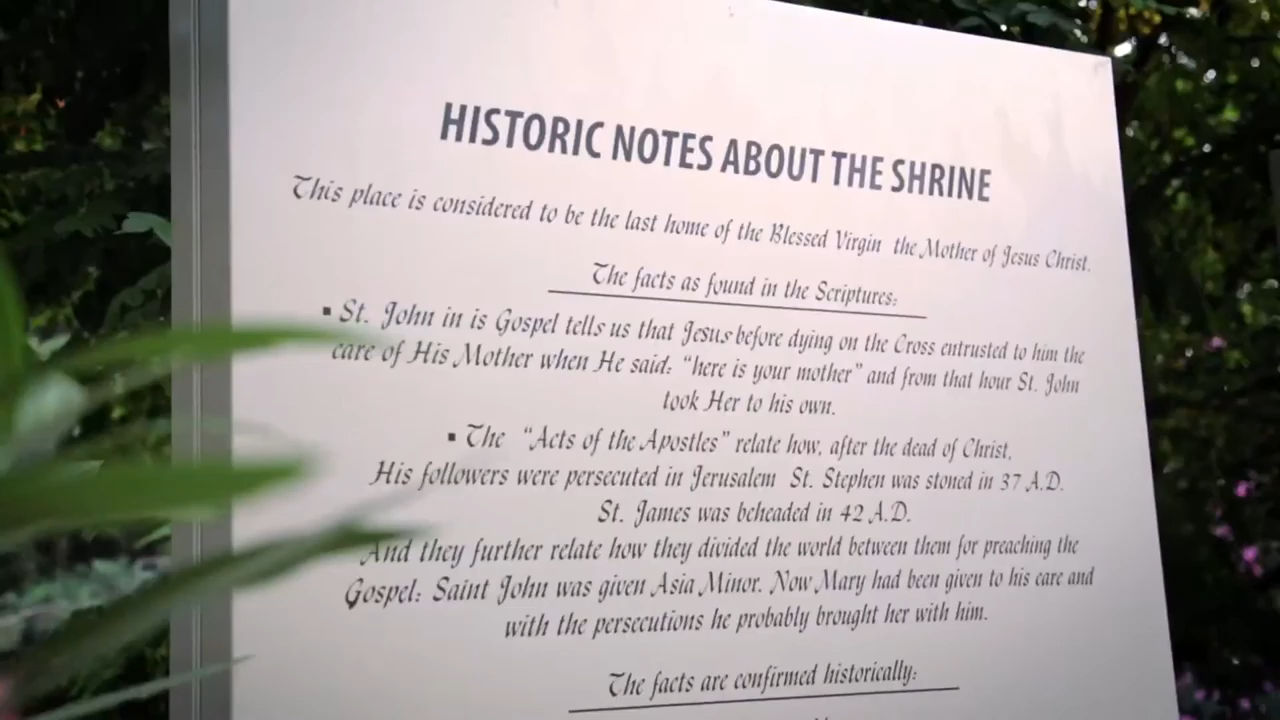 HISTORIC NOTES ABOUT THE SHRINE
This place is considered to be the last home of the Blessed Virgin the Mother of Jesus Christ.
The facts as found in the Scriptures:
▪ St. John in is Gospel tells us that Jesus before dying on the Cross entrusted to him the
care of His Mother when He said: "here is your mother" and from that hour St. John
took Her to his own.
▪ The "Acts of the Apostles" relate how, after the dead of Christ,
His followers were persecuted in Jerusalem St. Stephen was stoned in 37 A.D.
St. James was beheaded in 42 A.D.
And they further relate how they divided the world between them for preaching the
Gospel: Saint John was given Asia Minor. Now Mary had been given to his care and
with the persecutions he probably brought her with him.
The facts are confirmed historically: